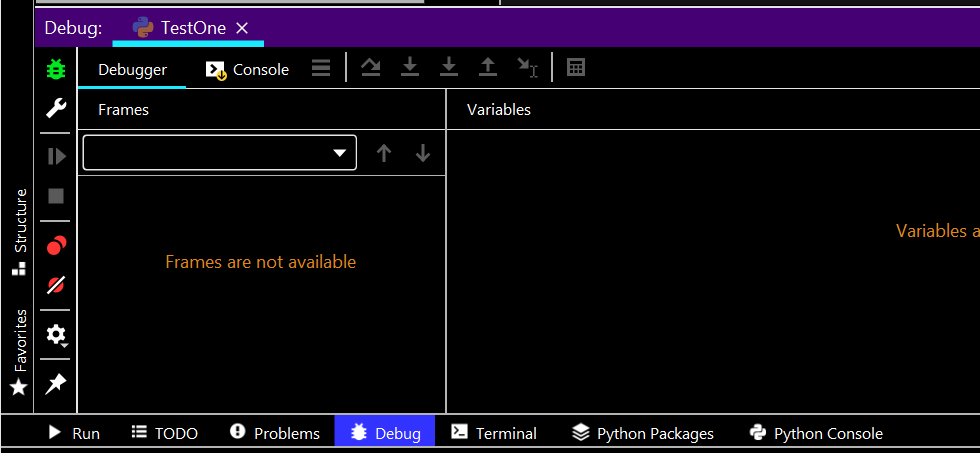 Debug: TestOne
Debugger Console
Frames Variables
Structure
Variables a
Frames are not available
Favorites
Run TODO Problems Debug Terminal Python Packages Python Console